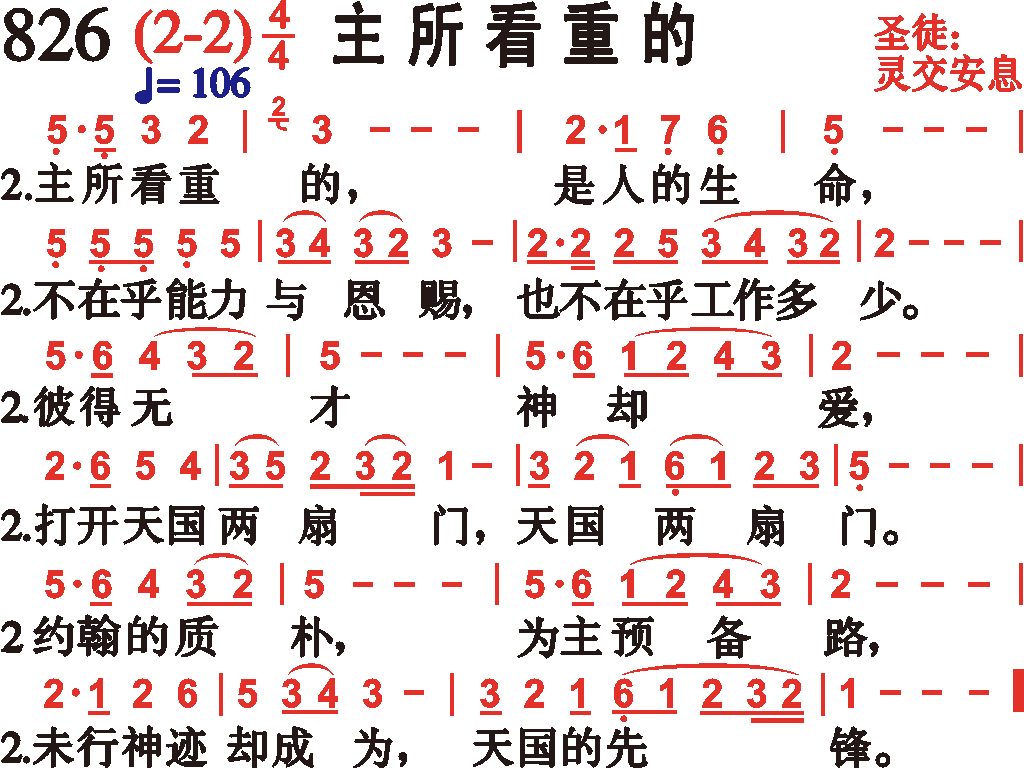 826 (2-2) 4/4 主所看重的 圣徒：
♩= 106 灵交安息
5·5 3 2 | 2 3 - - - | 2·1 7 6 | 5 - - - |
2.主所看重 的， 是人的生 命，
5 5 5 5 5 | 3 4 3 2 3 - | 2·2 2 5 3 4 3 2 | 2 - - - |
2.不在乎能力 与 恩 赐， 也不在乎工作多 少。
5·6 4 3 2 | 5 - - - | 5·6 1 2 4 3 | 2 - - - |
2.彼得无 才 神 却 爱，
2·6 5 4 | 3 5 2 3 2 1 - | 3 2 1 6 1 2 3 | 5 - - - |
2.打开天国两 扇 门，天国 两 扇 门。
5·6 4 3 2 | 5 - - - | 5·6 1 2 4 3 | 2 - - - |
2约翰的质 朴， 为主预 备 路，
2·1 2 6 | 5 3 4 3 - | 3 2 1 6 1 2 3 2 | 1 - - -
2.未行神迹 却成 为， 天国的先 锋。